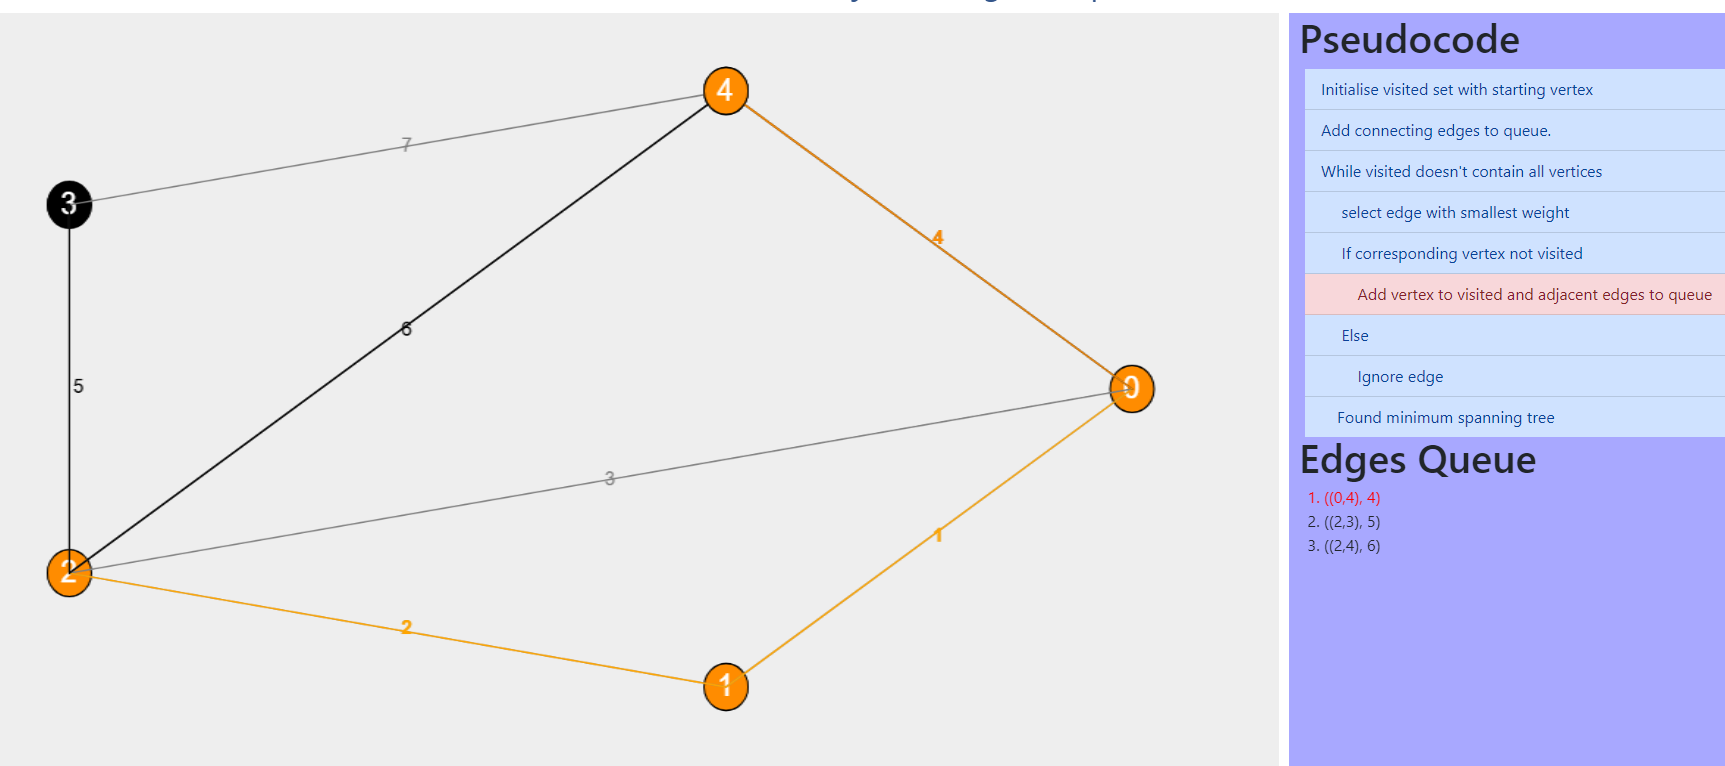 4
7
3
4
6
5
0
3
1
2
2
1
Pseudocode
Initialise visited set with starting vertex
Add connecting edges to queue.
While visited doesn't contain all vertices
select edge with smallest weight
If corresponding vertex not visited
Add vertex to visited and adjacent edges to queue
Else
Ignore edge
Found minimum spanning tree
Edges Queue
1. ((0,4), 4)
2. ((2,3), 5)
3. ((2,4), 6)